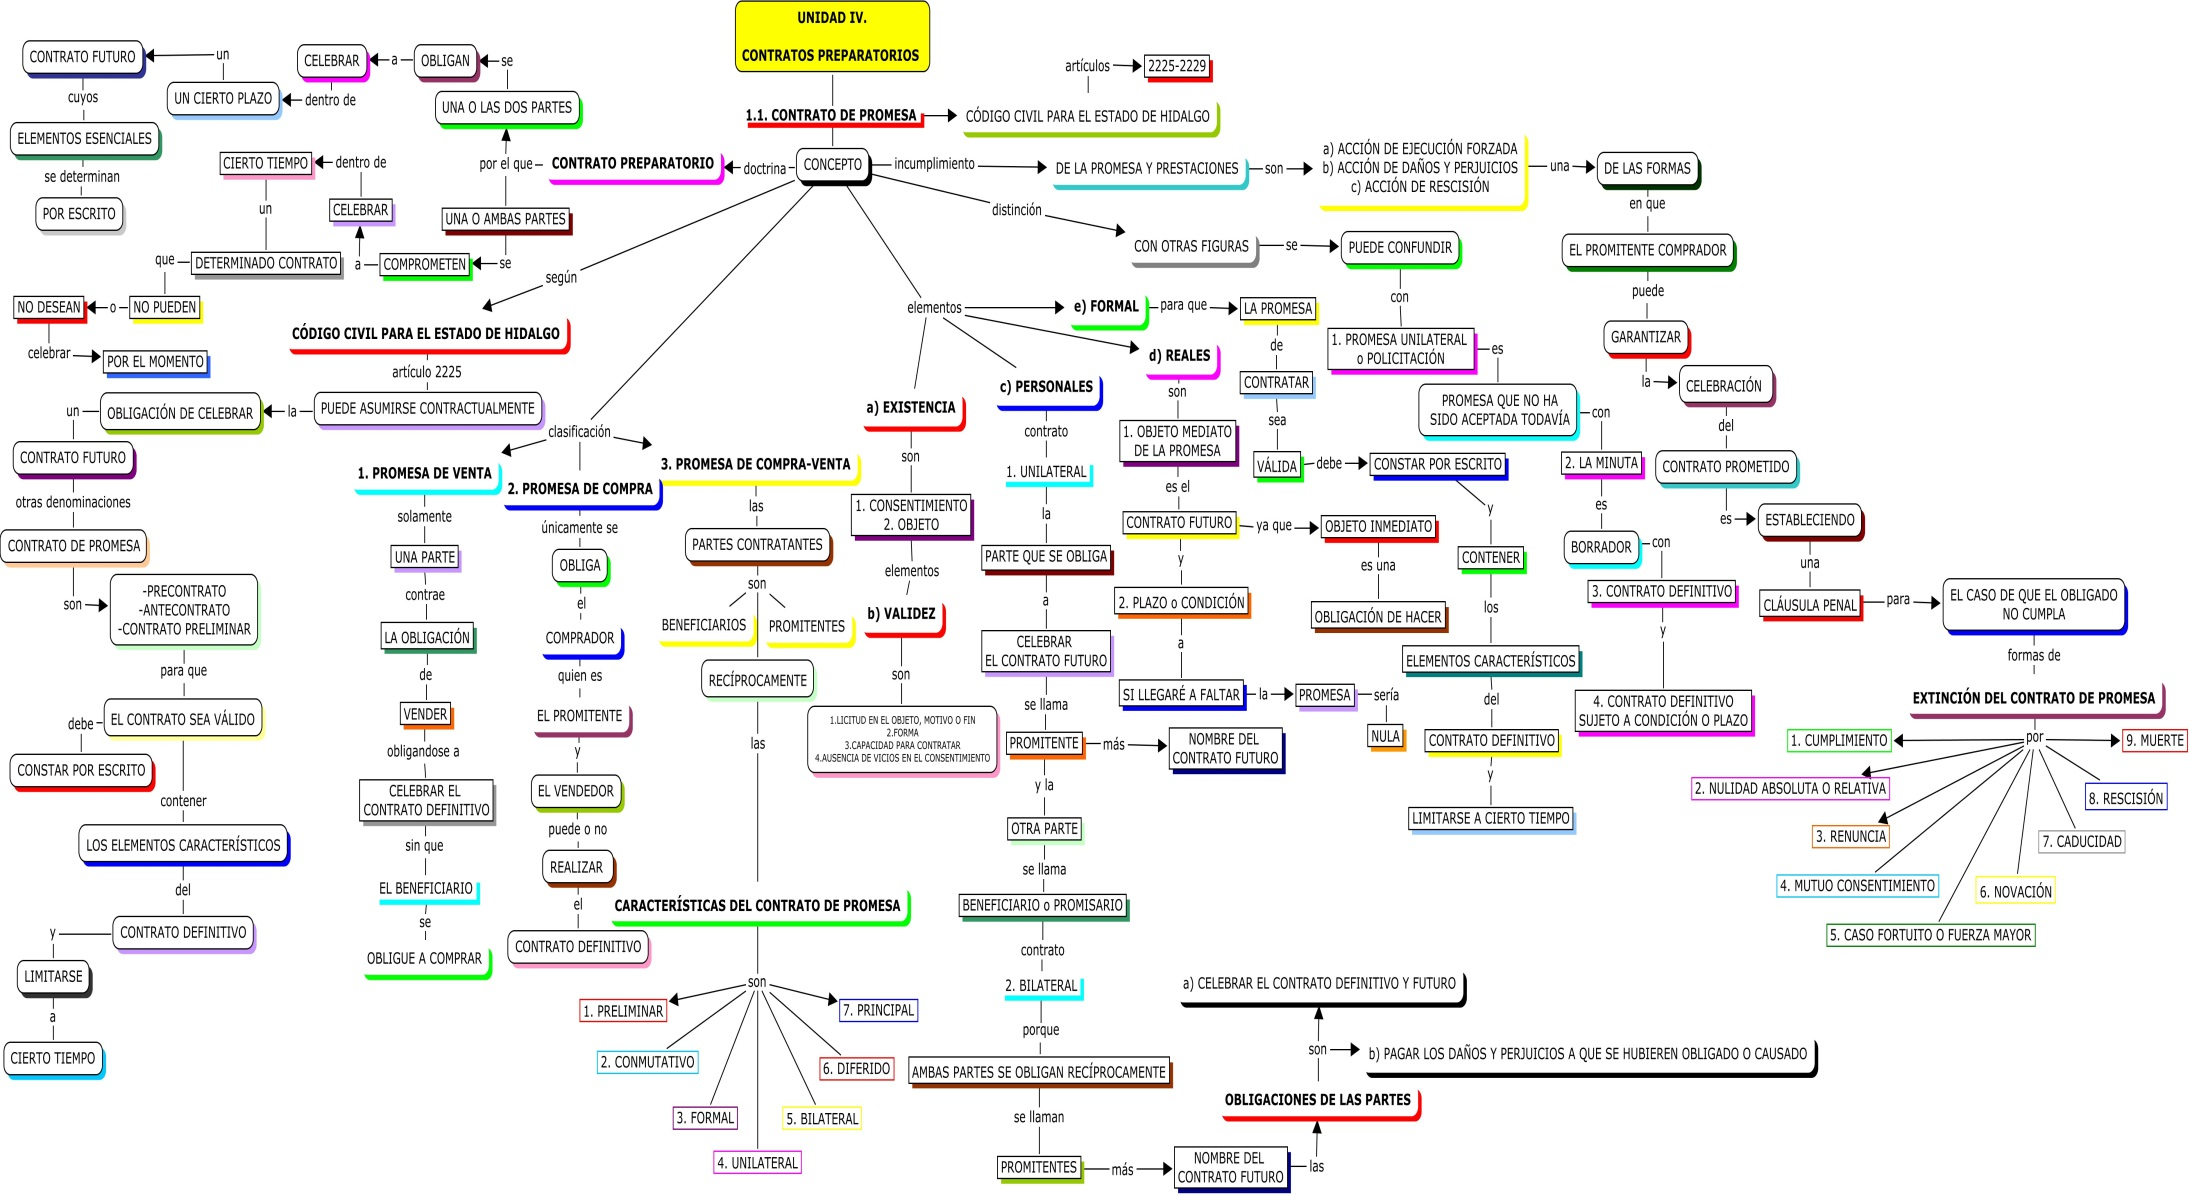 UNIDAD IV.
CONTRATOS PREPARATORIOS
1.1. CONTRATO DE PROMESA
CÓDIGO CIVIL PARA EL ESTADO DE HIDALGO
artículos
2225-2229
CONCEPTO
doctrina
CONTRATO PREPARATORIO
por el que
UNA O LAS DOS PARTES
se
OBLIGAN
a
CELEBRAR
dentro de
UN CIERTO PLAZO
un
CONTRATO FUTURO
cuyos
ELEMENTOS ESENCIALES
se determinan
POR ESCRITO
UNA O AMBAS PARTES
se
COMPROMETEN
a
CELEBRAR
dentro de
CIERTO TIEMPO
un
DETERMINADO CONTRATO
que
NO PUEDEN
o
NO DESEAN
celebrar
POR EL MOMENTO
según
CÓDIGO CIVIL PARA EL ESTADO DE HIDALGO
artículo 2225
PUEDE ASUMIRSE CONTRACTUALMENTE
la
OBLIGACIÓN DE CELEBRAR
un
CONTRATO FUTURO
otras denominaciones
CONTRATO DE PROMESA
son
-PRECONTRATO
-ANTECONTRATO
-CONTRATO PRELIMINAR
para que
EL CONTRATO SEA VÁLIDO
debe
CONSTAR POR ESCRITO
contener
LOS ELEMENTOS CARACTERÍSTICOS
del
CONTRATO DEFINITIVO
y
LIMITARSE
a
CIERTO TIEMPO
clasificación
1. PROMESA DE VENTA
solamente
UNA PARTE
contrae
LA OBLIGACIÓN
de
VENDER
obligandose a
CELEBRAR EL
CONTRATO DEFINITIVO
sin que
EL BENEFICIARIO
se
OBLIGUE A COMPRAR
2. PROMESA DE COMPRA
únicamente se
OBLIGA
el
COMPRADOR
quien es
EL PROMITENTE
y
EL VENDEDOR
puede o no
REALIZAR
el
CONTRATO DEFINITIVO
3. PROMESA DE COMPRA-VENTA
las
PARTES CONTRATANTES
son
BENEFICIARIOS
PROMITENTES
RECÍPROCAMENTE
las
CARACTERÍSTICAS DEL CONTRATO DE PROMESA
son
1. PRELIMINAR
2. CONMUTATIVO
3. FORMAL
4. UNILATERAL
5. BILATERAL
6. DIFERIDO
7. PRINCIPAL
elementos
a) EXISTENCIA
son
1. CONSENTIMIENTO
2. OBJETO
elementos
b) VALIDEZ
son
1.LICITUD EN EL OBJETO, MOTIVO O FIN
2.FORMA
3.CAPACIDAD PARA CONTRATAR
4.AUSENCIA DE VICIOS EN EL CONSENTIMIENTO
c) PERSONALES
contrato
1. UNILATERAL
la
PARTE QUE SE OBLIGA
a
CELEBRAR
EL CONTRATO FUTURO
se llama
PROMITENTE
más
NOMBRE DEL
CONTRATO FUTURO
y la
OTRA PARTE
se llama
BENEFICIARIO o PROMISARIO
contrato
2. BILATERAL
porque
AMBAS PARTES SE OBLIGAN RECÍPROCAMENTE
se llaman
PROMITENTES
más
NOMBRE DEL
CONTRATO FUTURO
las
OBLIGACIONES DE LAS PARTES
son
a) CELEBRAR EL CONTRATO DEFINITIVO Y FUTURO
b) PAGAR LOS DAÑOS Y PERJUICIOS A QUE SE HUBIEREN OBLIGADO O CAUSADO
d) REALES
son
1. OBJETO MEDIATO
DE LA PROMESA
es el
CONTRATO FUTURO
ya que
OBJETO INMEDIATO
es una
OBLIGACIÓN DE HACER
y
2. PLAZO o CONDICIÓN
a
SI LLEGARÉ A FALTAR
la
PROMESA
sería
NULA
e) FORMAL
para que
LA PROMESA
de
CONTRATAR
sea
VÁLIDA
debe
CONSTAR POR ESCRITO
y
CONTENER
los
ELEMENTOS CARACTERÍSTICOS
del
CONTRATO DEFINITIVO
y
LIMITARSE A CIERTO TIEMPO
distinción
CON OTRAS FIGURAS
se
PUEDE CONFUNDIR
con
1. PROMESA UNILATERAL
o POLICITACIÓN
es
PROMESA QUE NO HA
SIDO ACEPTADA TODAVÍA
con
2. LA MINUTA
es
BORRADOR
con
3. CONTRATO DEFINITIVO
y
4. CONTRATO DEFINITIVO
SUJETO A CONDICIÓN O PLAZO
incumplimiento
DE LA PROMESA Y PRESTACIONES
son
a) ACCIÓN DE EJECUCIÓN FORZADA
b) ACCIÓN DE DAÑOS Y PERJUICIOS
c) ACCIÓN DE RESCISIÓN
una
DE LAS FORMAS
en que
EL PROMITENTE COMPRADOR
puede
GARANTIZAR
la
CELEBRACIÓN
del
CONTRATO PROMETIDO
es
ESTABLECIENDO
una
CLÁUSULA PENAL
para
EL CASO DE QUE EL OBLIGADO
NO CUMPLA
formas de
EXTINCIÓN DEL CONTRATO DE PROMESA
por
1. CUMPLIMIENTO
2. NULIDAD ABSOLUTA O RELATIVA
3. RENUNCIA
4. MUTUO CONSENTIMIENTO
5. CASO FORTUITO O FUERZA MAYOR
6. NOVACIÓN
7. CADUCIDAD
8. RESCISIÓN
9. MUERTE